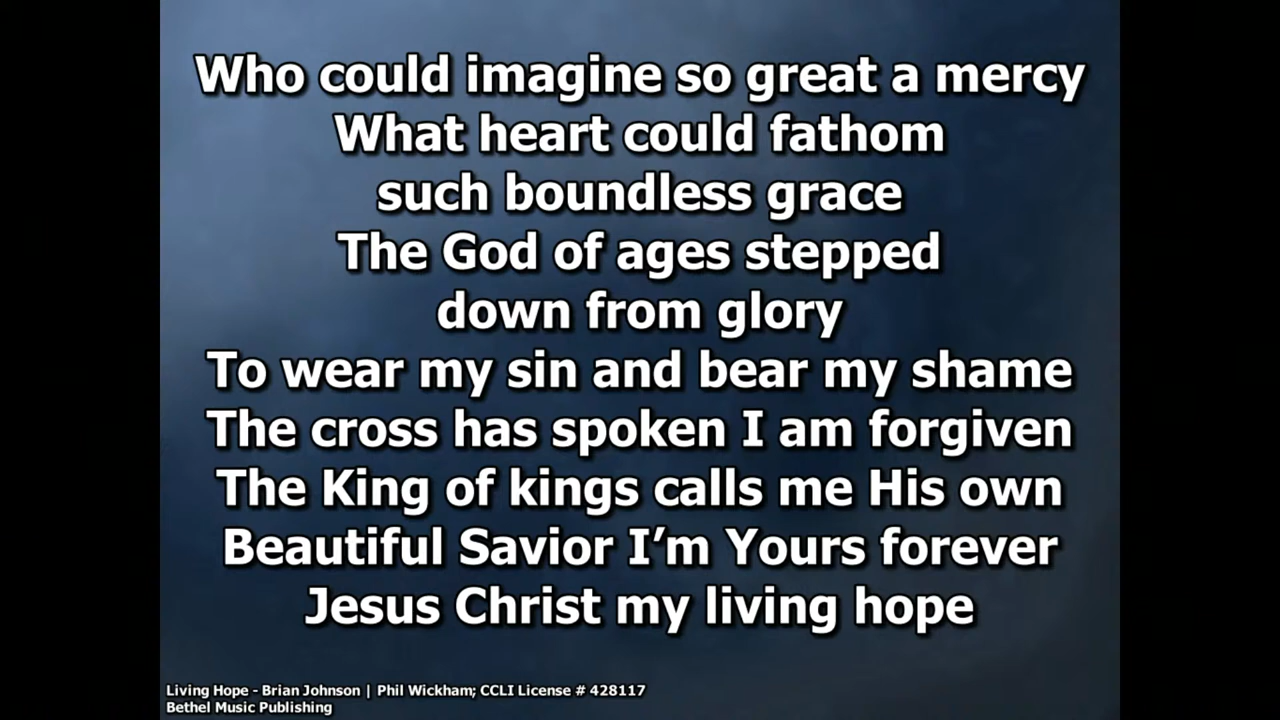 Who could imagine so great a mercy
What heart could fathom
such boundless grace
The God of ages stepped
down from glory
To wear my sin and bear my shame
The cross has spoken I am forgiven
The King of kings calls me His own
Beautiful Savior I’m Yours forever
Jesus Christ my living hope
Living Hope - Brian Johnson | Phil Wickham; CCLI License # 428117
Bethel Music Publishing